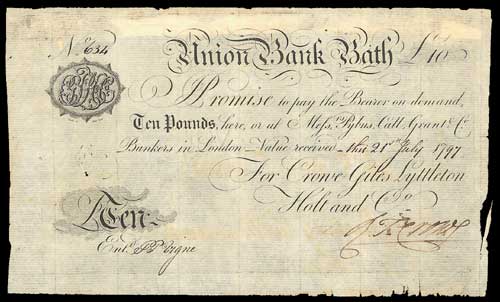 No. 634 Union Bank Bath £10
I Promise to pay the Bearer on demand,
Ten Pounds, here, or at Messrs. Pybus, Call, Grant & Co.
Bankers in London Value received this 21st July 1797
For Crowe Giles Lyttleton
Holt and Co.
£Ten
Entd.